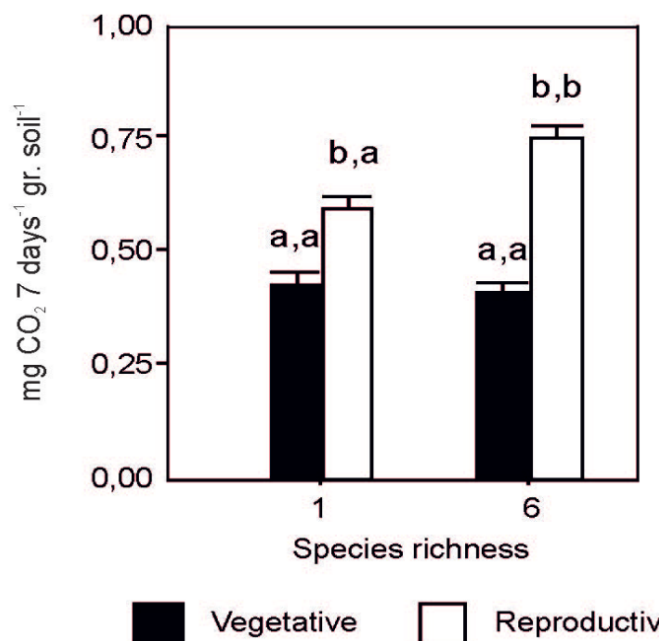 1,00
0,75
0,50
0,25
0,00
mg CO₂ 7 days⁻¹ gr. soil⁻¹
a,a
b,a
a,a
b,b
1 6
Species richness
Vegetative Reproductiv